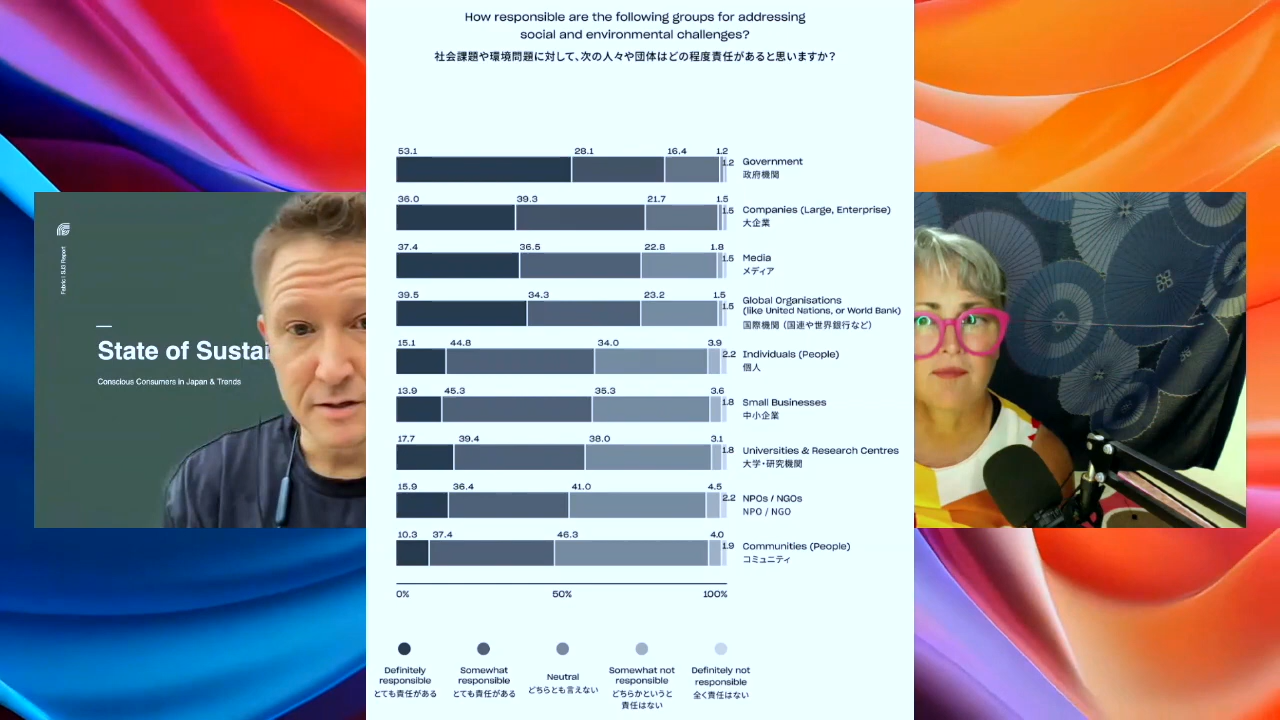 How responsible are the following groups for addressing
social and environmental challenges?
社会課題や環境問題に対して、次の人々や団体はどの程度責任があると思いますか？
53.1 28.1 16.4 1.2
1.2 Government
政府機関
36.0 39.3 21.7 1.5
1.5 Companies (Large, Enterprise)
大企業
37.4 36.5 22.8 1.8
1.5 Media
メディア
39.5 34.3 23.2 1.5
1.5 Global Organisations
(like United Nations, or World Bank)
国際機関（国連や世界銀行など）
15.1 44.8 34.0 3.9
2.2 Individuals (People)
個人
13.9 45.3 35.3 3.6
1.8 Small Businesses
中小企業
17.7 39.4 38.0 3.1
1.8 Universities & Research Centres
大学・研究機関
15.9 36.4 41.0 4.5
2.2 NPOs / NGOs
NPO / NGO
10.3 37.4 46.3 4.0
1.9 Communities (People)
コミュニティ
0% 50% 100%
Definitely
responsible
とても責任がある
Somewhat
responsible
とても責任がある
Neutral
どちらとも言えない
Somewhat not
responsible
どちらかというと
責任はない
Definitely not
responsible
全く責任はない
Fabric | SUS Report
State of Sustai
Conscious Consumers in Japan & Trends